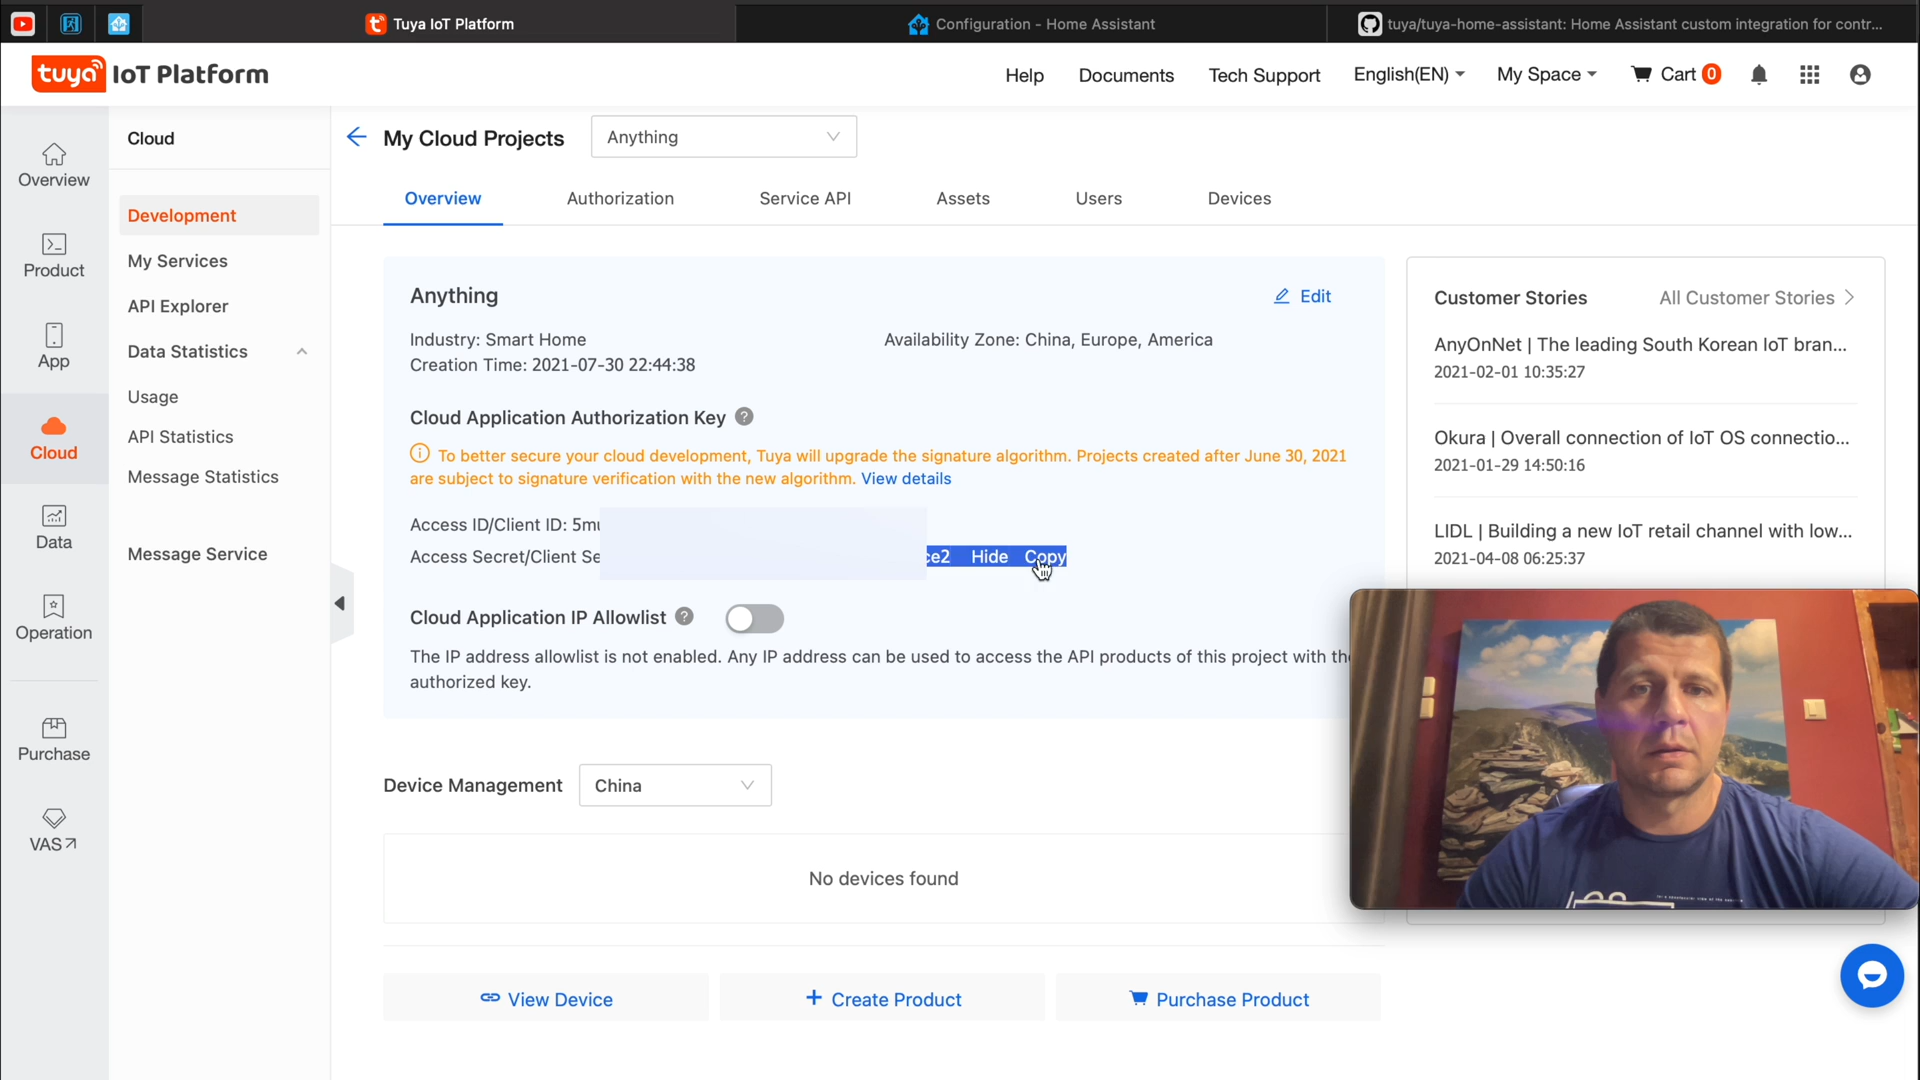 Tuya IoT Platform
Configuration - Home Assistant
tuya/tuya-home-assistant: Home Assistant custom integration for contr...
tuya IoT Platform
Help
Documents
Tech Support
English(EN)
My Space
Cart 0
Overview
Product
App
Cloud
Data
Operation
Purchase
VAS
Cloud
Development
My Services
API Explorer
Data Statistics
Usage
API Statistics
Message Statistics
Message Service
My Cloud Projects
Anything
Overview
Authorization
Service API
Assets
Users
Devices
Anything
Edit
Industry: Smart Home
Availability Zone: China, Europe, America
Creation Time: 2021-07-30 22:44:38
Cloud Application Authorization Key
To better secure your cloud development, Tuya will upgrade the signature algorithm. Projects created after June 30, 2021
are subject to signature verification with the new algorithm. View details
Access ID/Client ID: 5mu
Access Secret/Client Se ce2 Hide Copy
Cloud Application IP Allowlist
The IP address allowlist is not enabled. Any IP address can be used to access the API products of this project with the
authorized key.
Device Management
China
No devices found
View Device
Create Product
Purchase Product
Customer Stories
All Customer Stories
AnyOnNet | The leading South Korean IoT bran...
2021-02-01 10:35:27
Okura | Overall connection of IoT OS connectio...
2021-01-29 14:50:16
LIDL | Building a new IoT retail channel with low...
2021-04-08 06:25:37